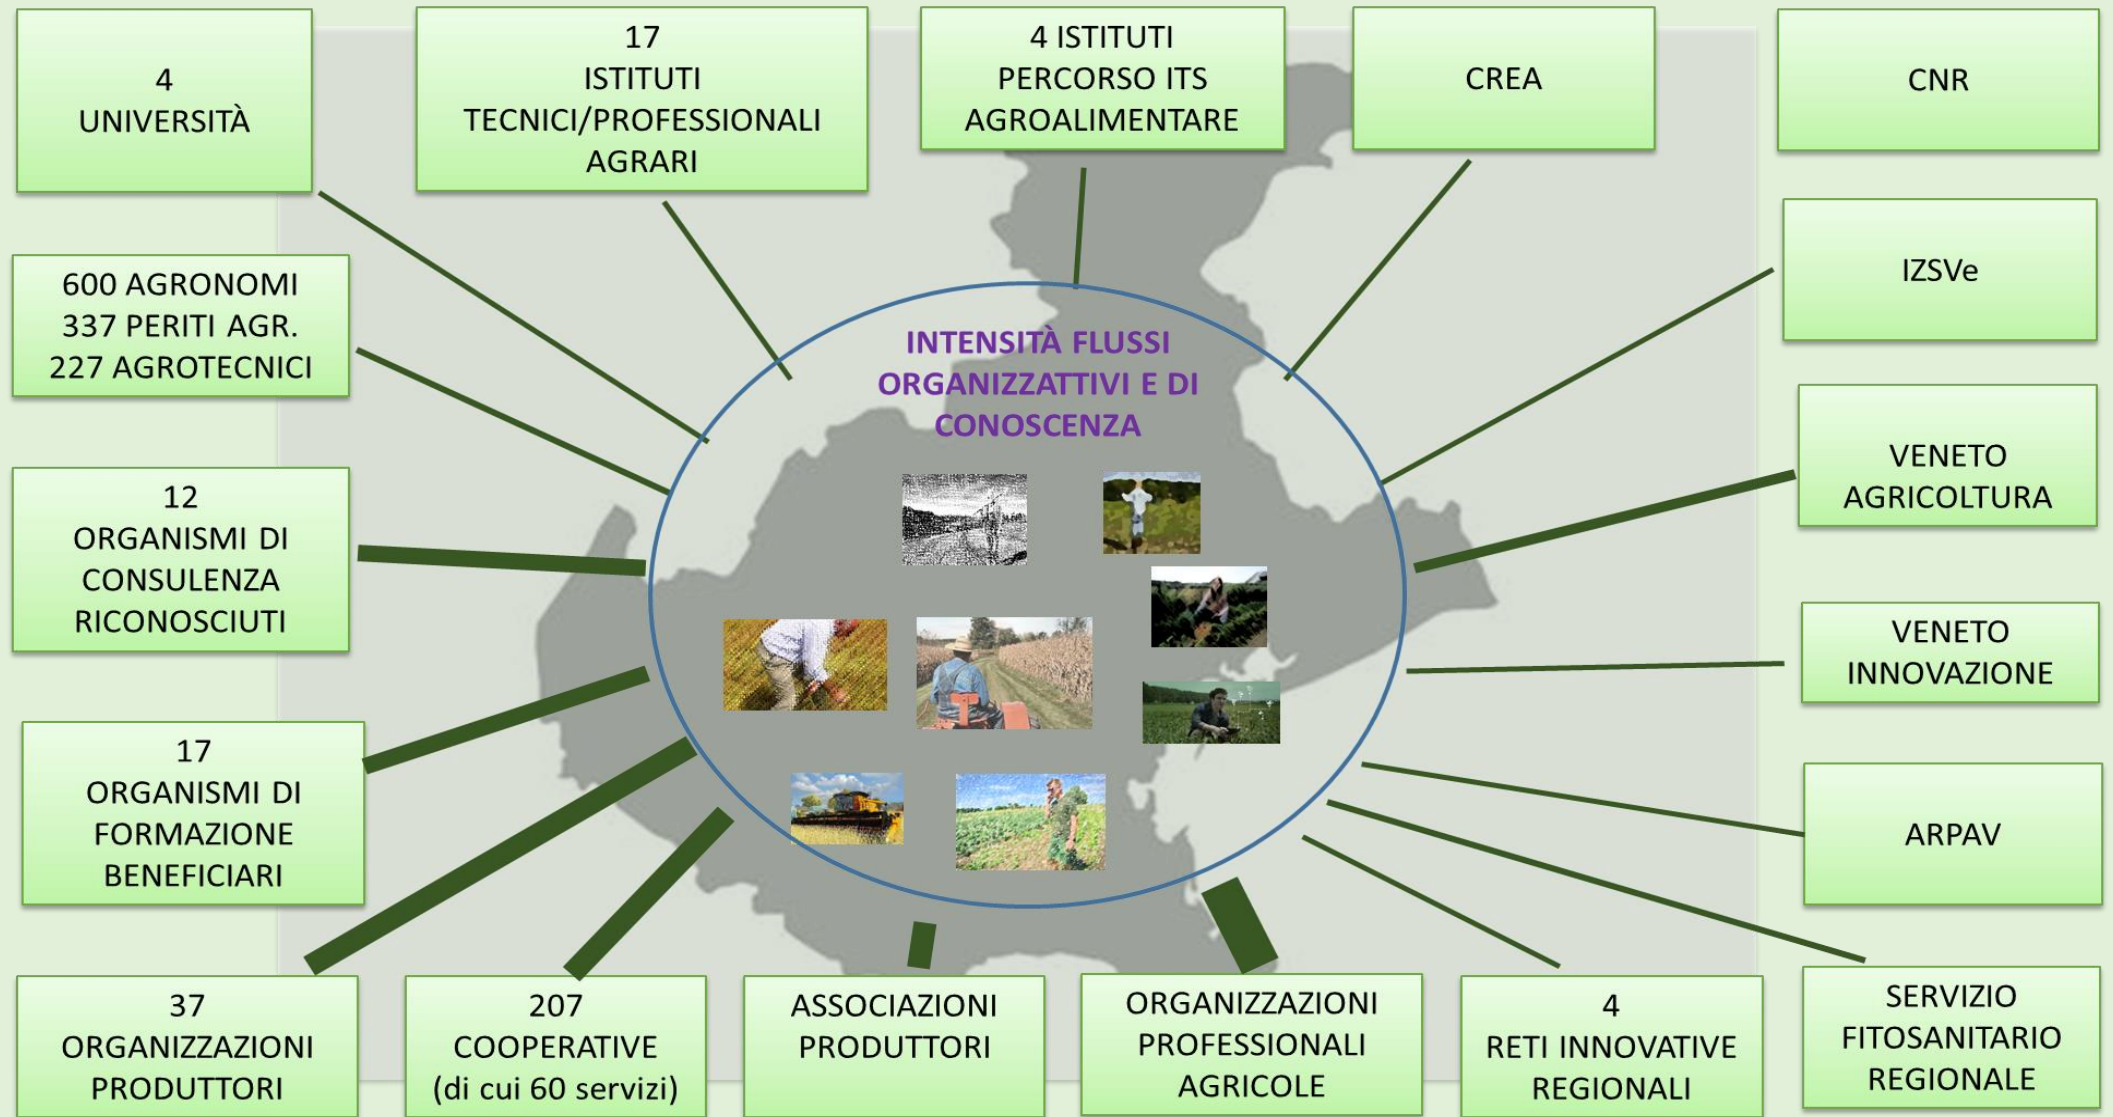 4
UNIVERSITÀ
17
ISTITUTI
TECNICI/PROFESSIONALI
AGRARI
4 ISTITUTI
PERCORSO ITS
AGROALIMENTARE
CREA
CNR
600 AGRONOMI
337 PERITI AGR.
227 AGROTECNICI
IZSVe
INTENSITÀ FLUSSI
ORGANIZZATTIVI E DI
CONOSCENZA
12
ORGANISMI DI
CONSULENZA
RICONOSCIUTI
VENETO
AGRICOLTURA
VENETO
INNOVAZIONE
17
ORGANISMI DI
FORMAZIONE
BENEFICIARI
ARPAV
37
ORGANIZZAZIONI
PRODUTTORI
207
COOPERATIVE
(di cui 60 servizi)
ASSOCIAZIONI
PRODUTTORI
ORGANIZZAZIONI
PROFESSIONALI
AGRICOLE
4
RETI INNOVATIVE
REGIONALI
SERVIZIO
FITOSANITARIO
REGIONALE